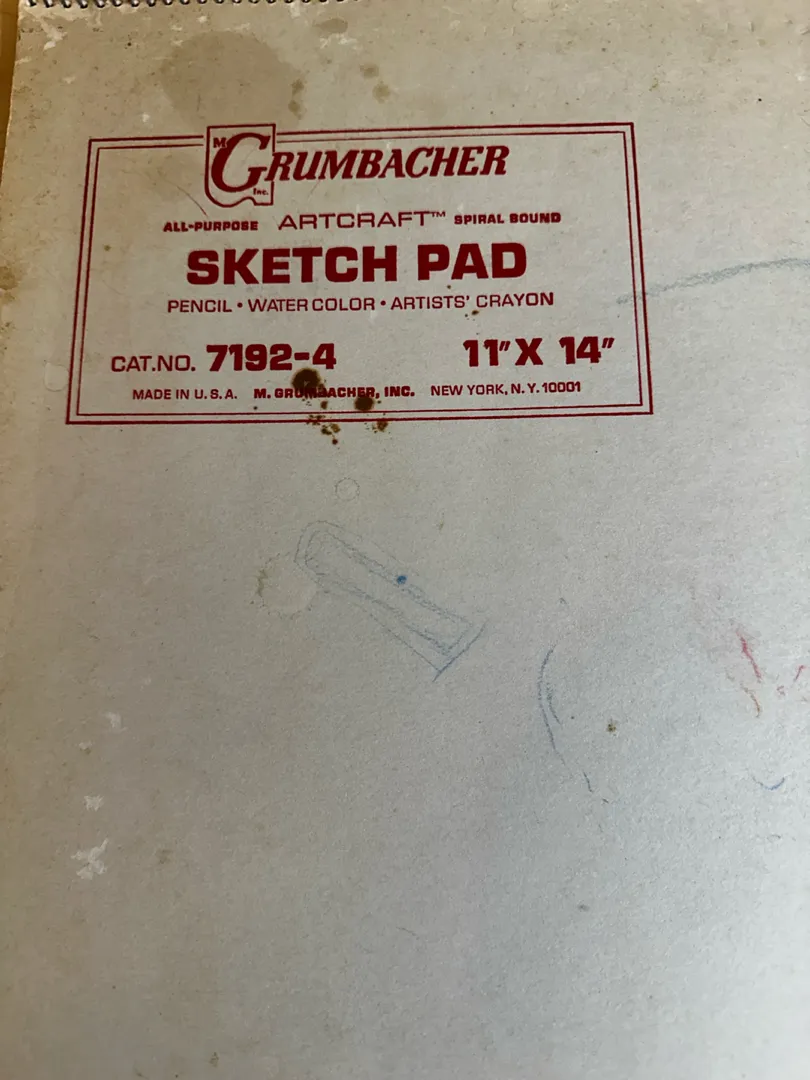 M. GRUMBACHER Inc.
ALL-PURPOSE ARTCRAFT™ SPIRAL BOUND
SKETCH PAD
PENCIL • WATER COLOR • ARTISTS' CRAYON
CAT.NO. 7192-4 11"X 14"
MADE IN U.S.A. M. GRUMBACHER, INC. NEW YORK, N.Y. 10001